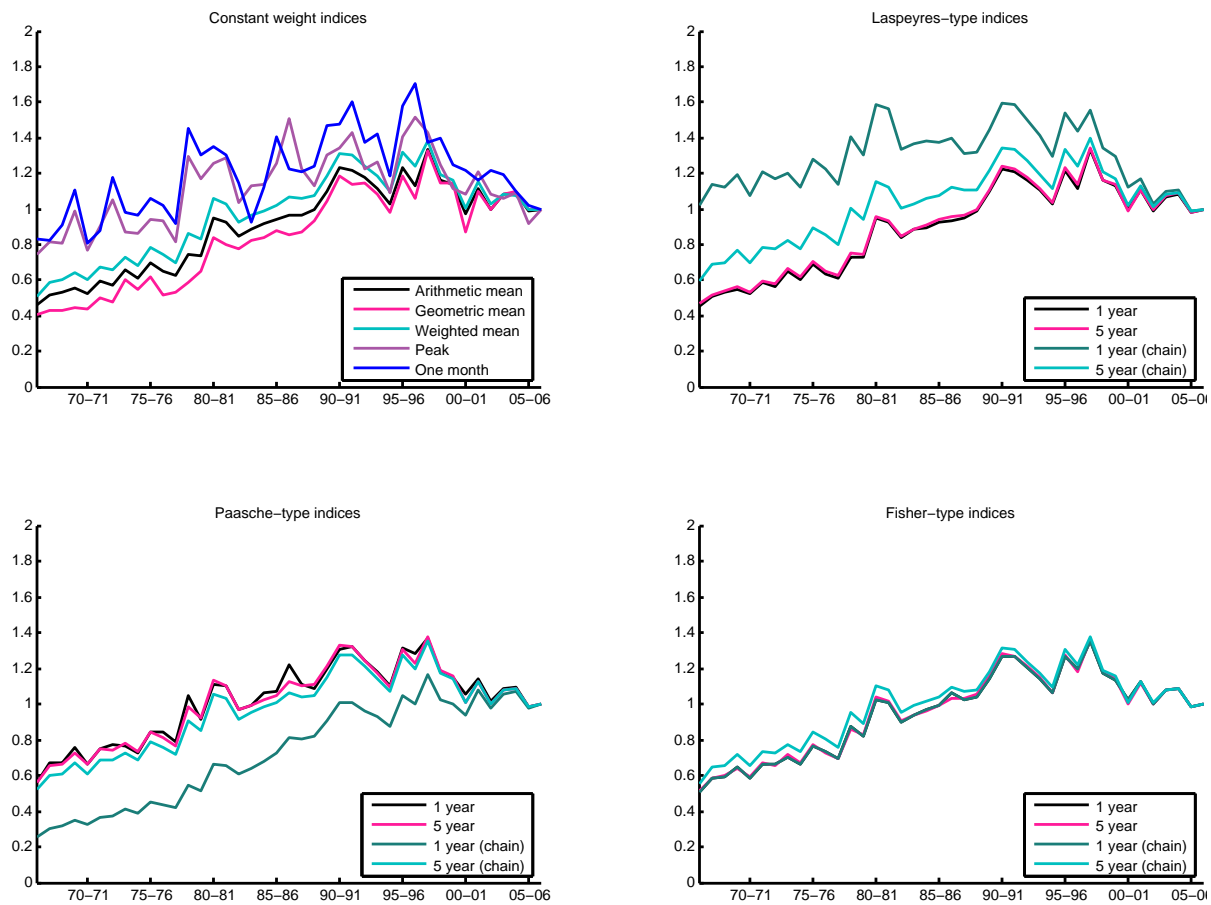 Constant weight indices
2
1.8
1.6
1.4
1.2
1
0.8
0.6
0.4
0.2
0
70−71 75−76 80−81 85−86 90−91 95−96 00−01 05−06
Arithmetic mean
Geometric mean
Weighted mean
Peak
One month
Laspeyres−type indices
2
1.8
1.6
1.4
1.2
1
0.8
0.6
0.4
0.2
0
70−71 75−76 80−81 85−86 90−91 95−96 00−01 05−06
1 year
5 year
1 year (chain)
5 year (chain)
Paasche−type indices
2
1.8
1.6
1.4
1.2
1
0.8
0.6
0.4
0.2
0
70−71 75−76 80−81 85−86 90−91 95−96 00−01 05−06
1 year
5 year
1 year (chain)
5 year (chain)
Fisher−type indices
2
1.8
1.6
1.4
1.2
1
0.8
0.6
0.4
0.2
0
70−71 75−76 80−81 85−86 90−91 95−96 00−01 05−06
1 year
5 year
1 year (chain)
5 year (chain)